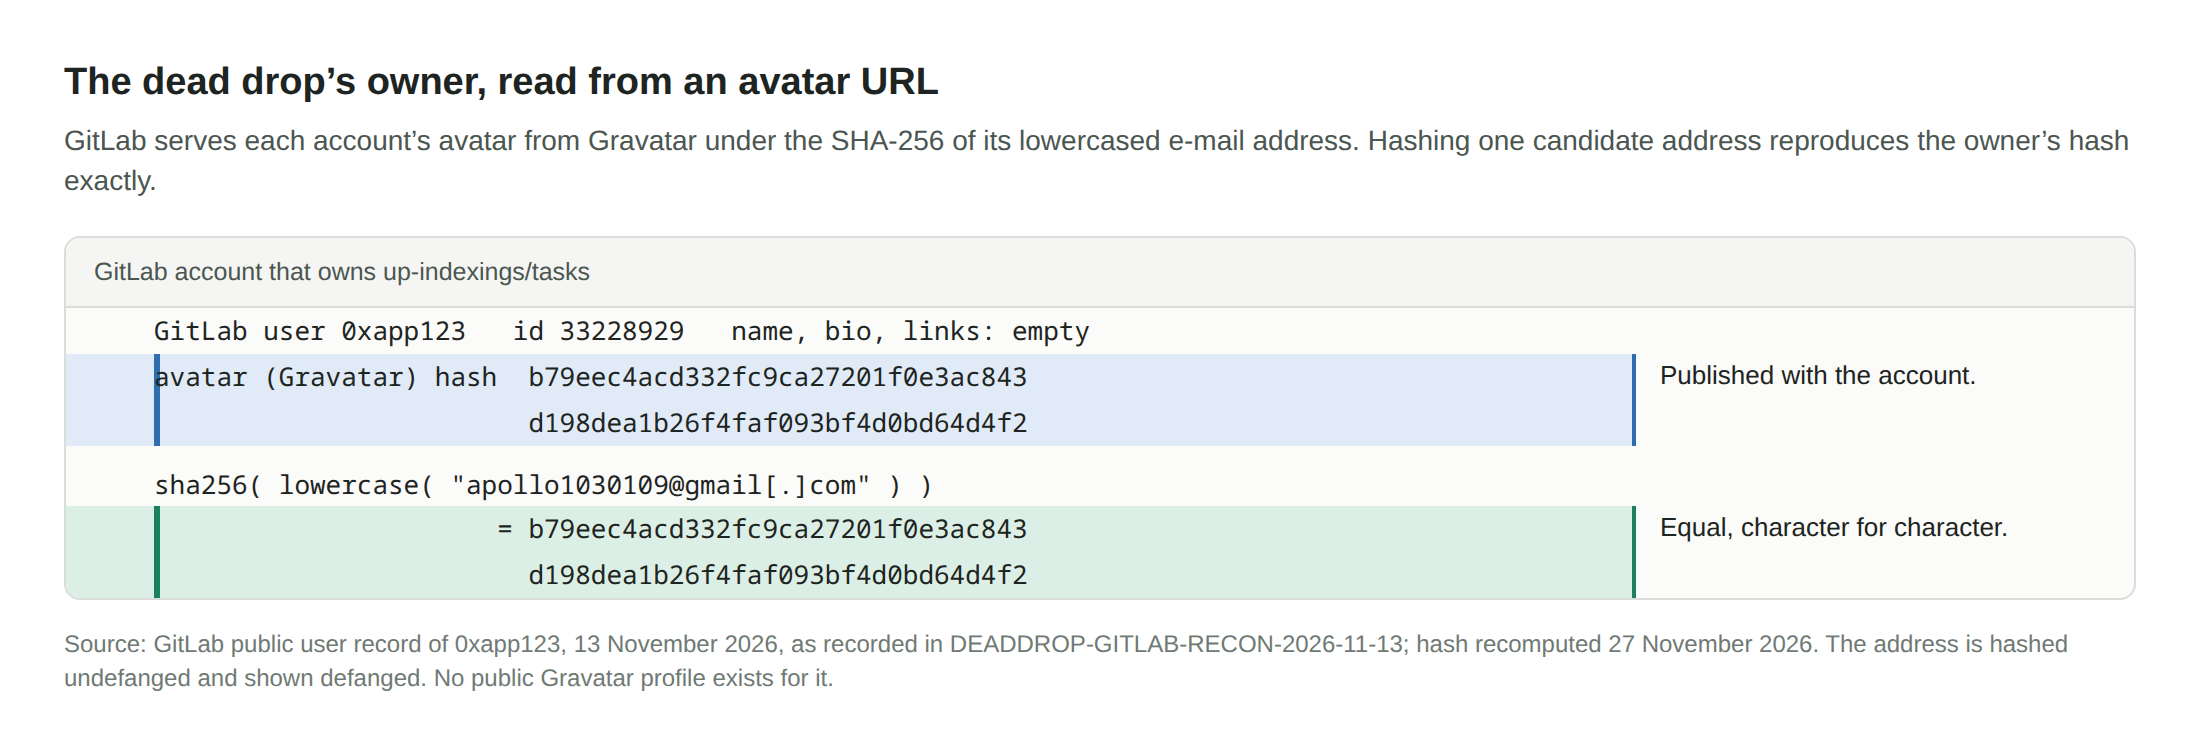 The dead drop’s owner, read from an avatar URL
GitLab serves each account’s avatar from Gravatar under the SHA-256 of its lowercased e-mail address. Hashing one candidate address reproduces the owner’s hash
exactly.
GitLab account that owns up-indexings/tasks
GitLab user 0xapp123   id 33228929   name, bio, links: empty
avatar (Gravatar) hash  b79eec4acd332fc9ca27201f0e3ac843
Published with the account.
d198dea1b26f4faf093bf4d0bd64d4f2
sha256( lowercase( "apollo1030109@gmail[.]com" ) )
= b79eec4acd332fc9ca27201f0e3ac843
Equal, character for character.
d198dea1b26f4faf093bf4d0bd64d4f2
Source: GitLab public user record of 0xapp123, 13 November 2026, as recorded in DEADDROP-GITLAB-RECON-2026-11-13; hash recomputed 27 November 2026. The address is hashed
undefanged and shown defanged. No public Gravatar profile exists for it.